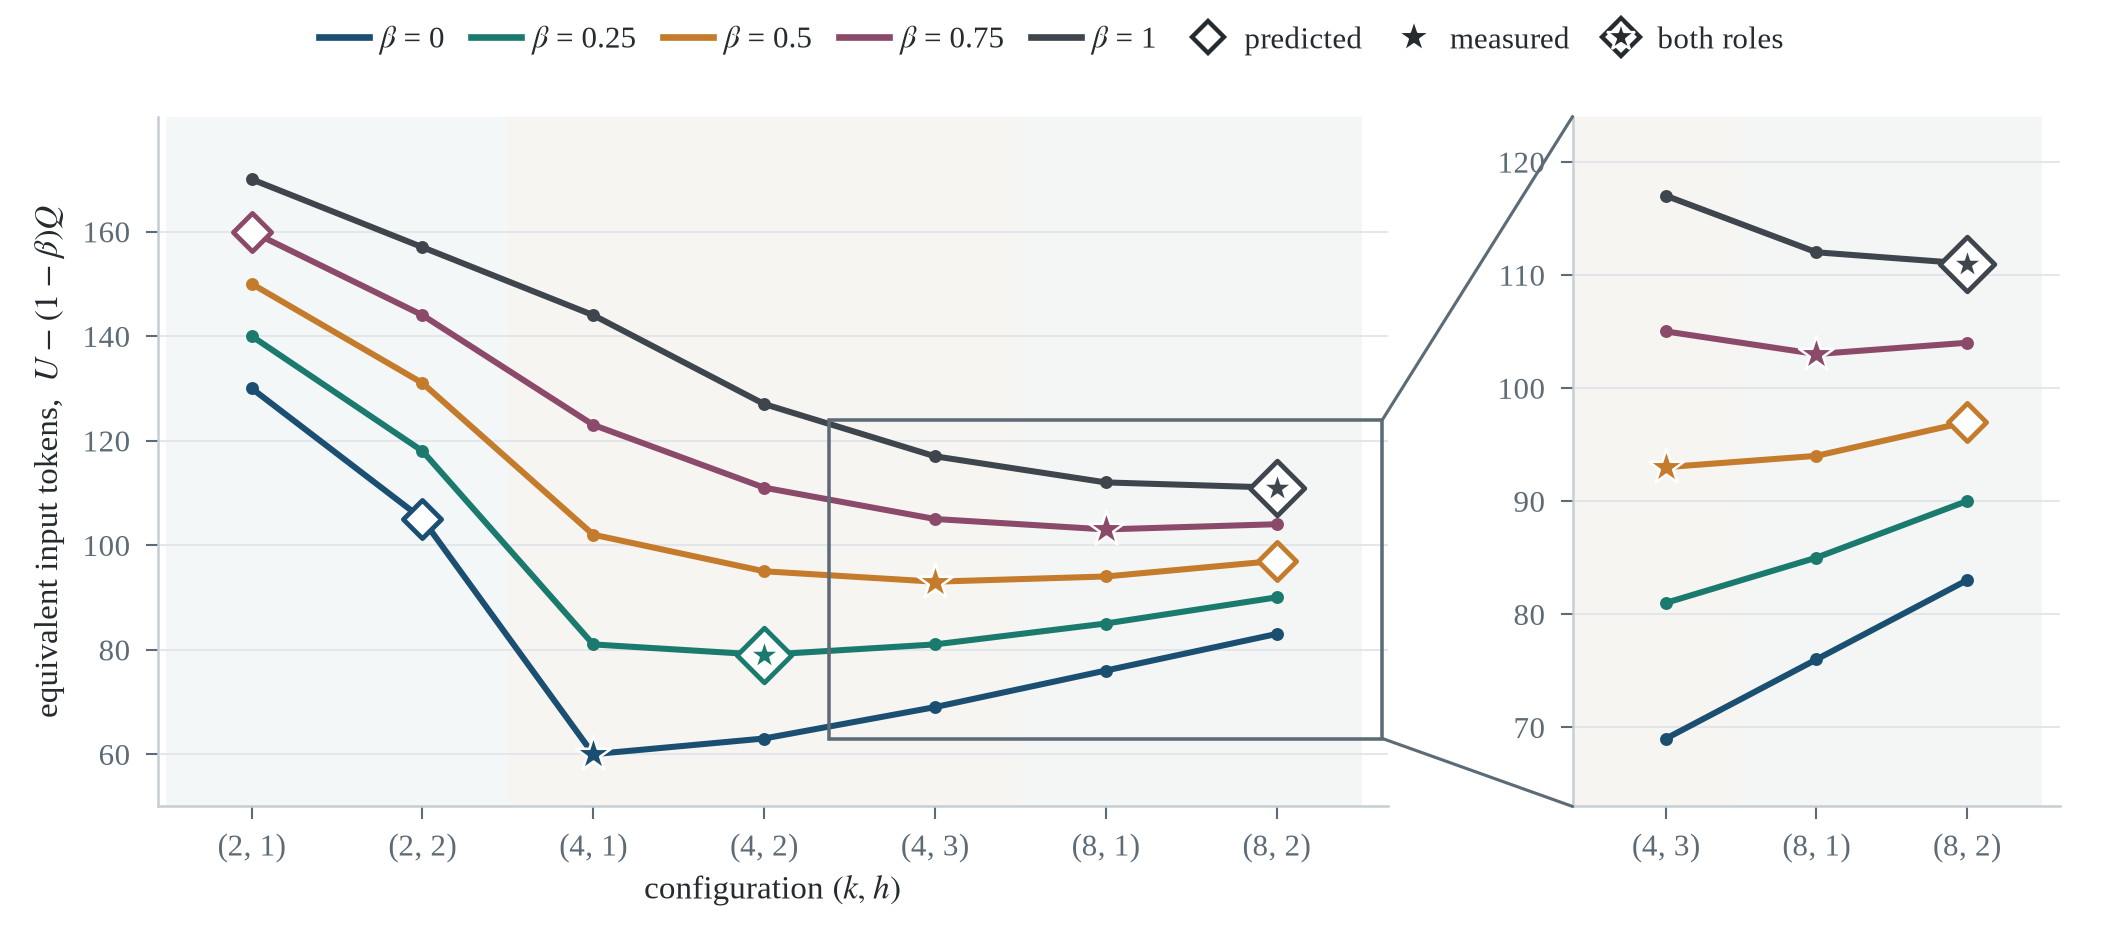 β = 0 β = 0.25 β = 0.5 β = 0.75 β = 1 predicted measured both roles
equivalent input tokens, U − (1 − β)Q
160
140
120
100
80
60
(2, 1) (2, 2) (4, 1) (4, 2) (4, 3) (8, 1) (8, 2)
configuration (k, h)
120
110
100
90
80
70
(4, 3) (8, 1) (8, 2)